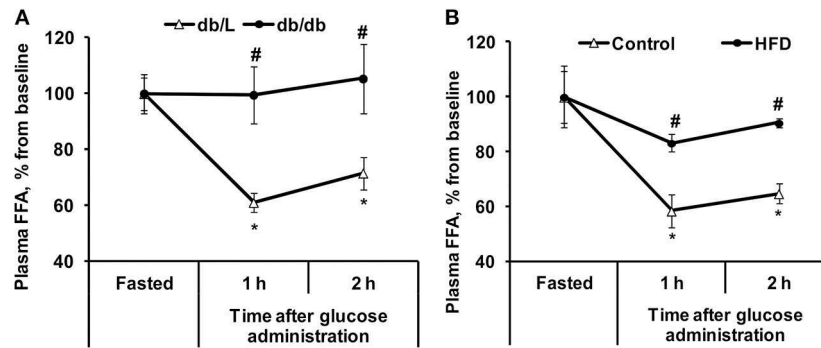 A
db/L db/db
120
100
80
60
40
Plasma FFA, % from baseline
#
#
*
*
Fasted 1 h 2 h
Time after glucose
administration
B
Control HFD
120
100
80
60
40
Plasma FFA, % from baseline
#
#
*
*
Fasted 1 h 2 h
Time after glucose
administration